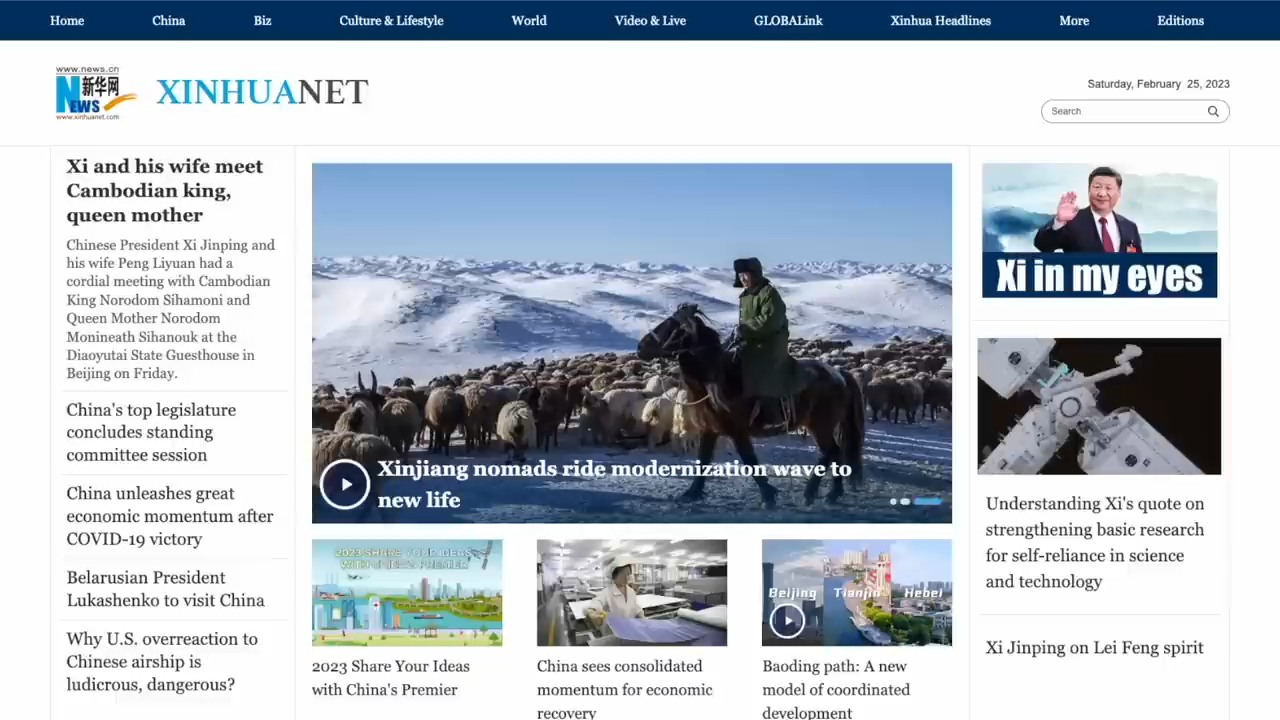 Home China Biz Culture & Lifestyle World Video & Live GLOBALink Xinhua Headlines More Editions
www.news.cn
新华网
NEWS
www.xinhuanet.com
XINHUANET
Saturday, February 25, 2023
Search
Xi and his wife meet
Cambodian king,
queen mother
Chinese President Xi Jinping and
his wife Peng Liyuan had a
cordial meeting with Cambodian
King Norodom Sihamoni and
Queen Mother Norodom
Monineath Sihanouk at the
Diaoyutai State Guesthouse in
Beijing on Friday.
China's top legislature
concludes standing
committee session
China unleashes great
economic momentum after
COVID-19 victory
Belarusian President
Lukashenko to visit China
Why U.S. overreaction to
Chinese airship is
ludicrous, dangerous?
Xinjiang nomads ride modernization wave to
new life
2023 SHARE YOUR IDEAS
WITH CHINA'S PREMIER
2023 Share Your Ideas
with China's Premier
China sees consolidated
momentum for economic
recovery
Beijing Tianjin Hebei
Baoding path: A new
model of coordinated
development
Xi in my eyes
Understanding Xi's quote on
strengthening basic research
for self-reliance in science
and technology
Xi Jinping on Lei Feng spirit